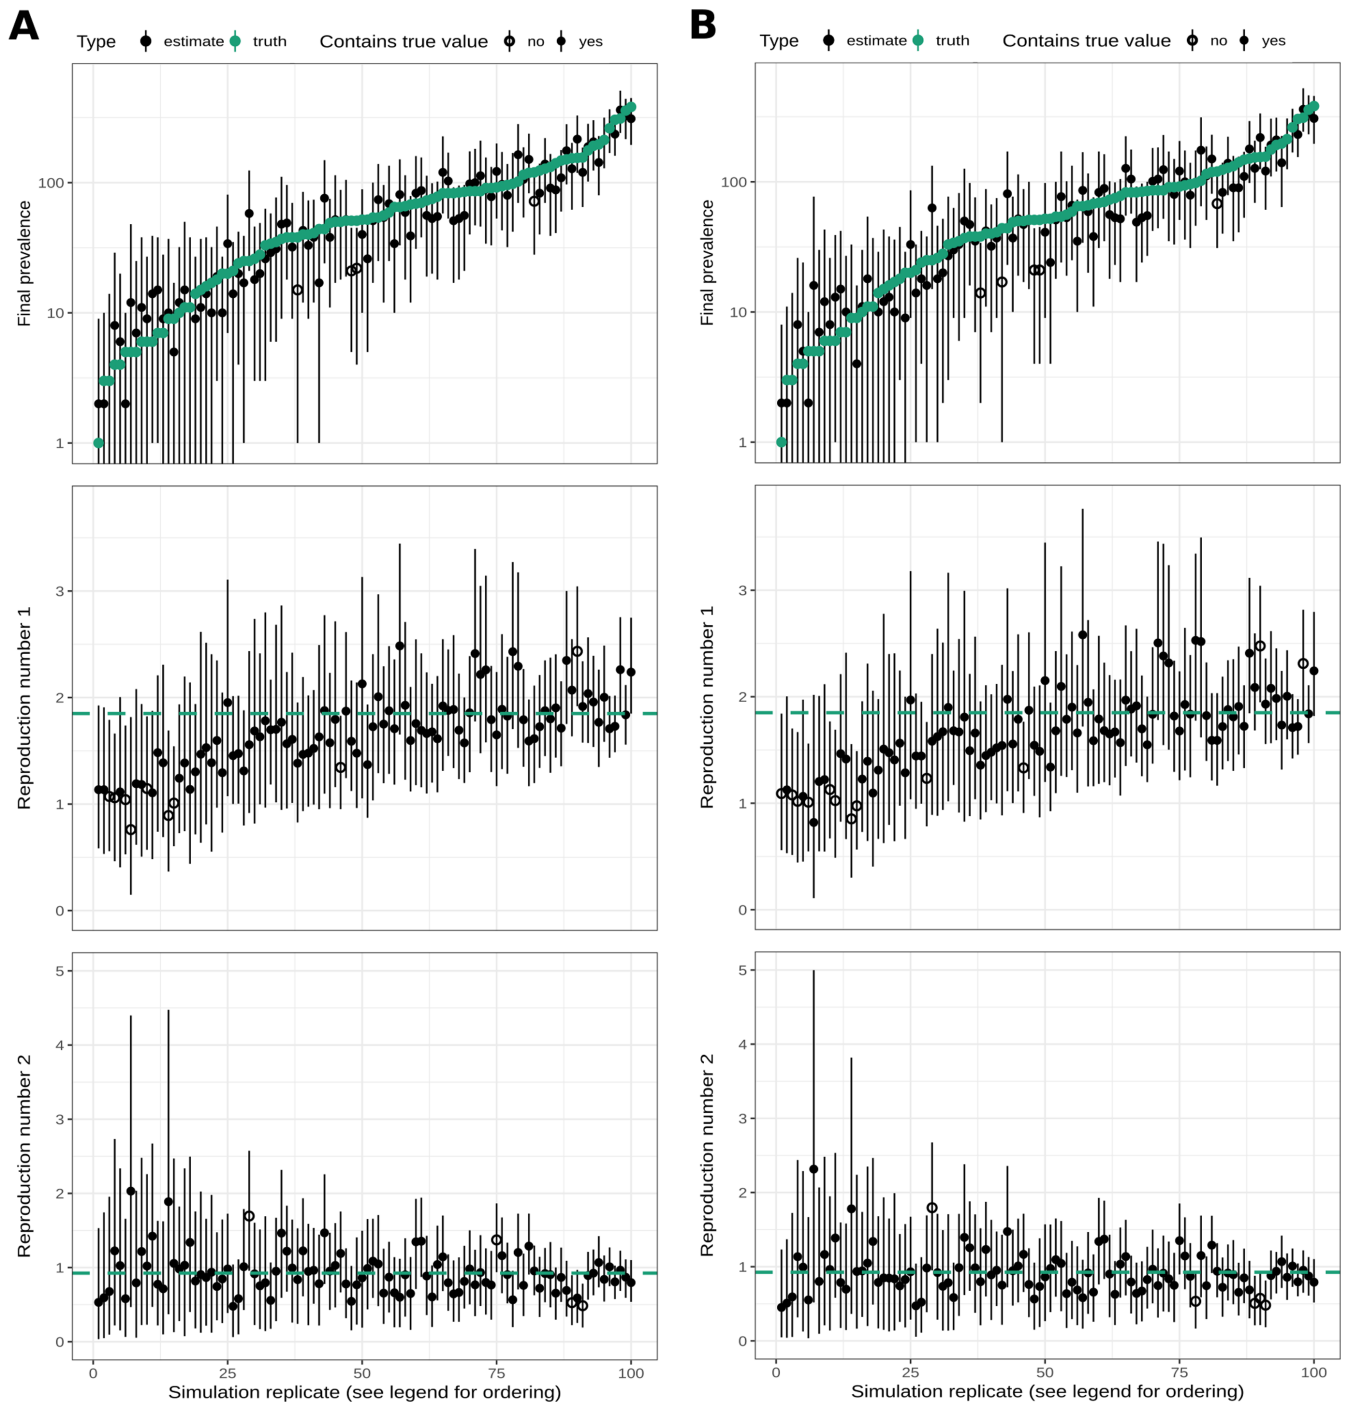 A
Type estimate truth Contains true value no yes
Final prevalence
100
10
1
Reproduction number 1
3
2
1
0
Reproduction number 2
5
4
3
2
1
0
0 25 50 75 100
Simulation replicate (see legend for ordering)
B
Type estimate truth Contains true value no yes
Final prevalence
100
10
1
Reproduction number 1
3
2
1
0
Reproduction number 2
5
4
3
2
1
0
0 25 50 75 100
Simulation replicate (see legend for ordering)